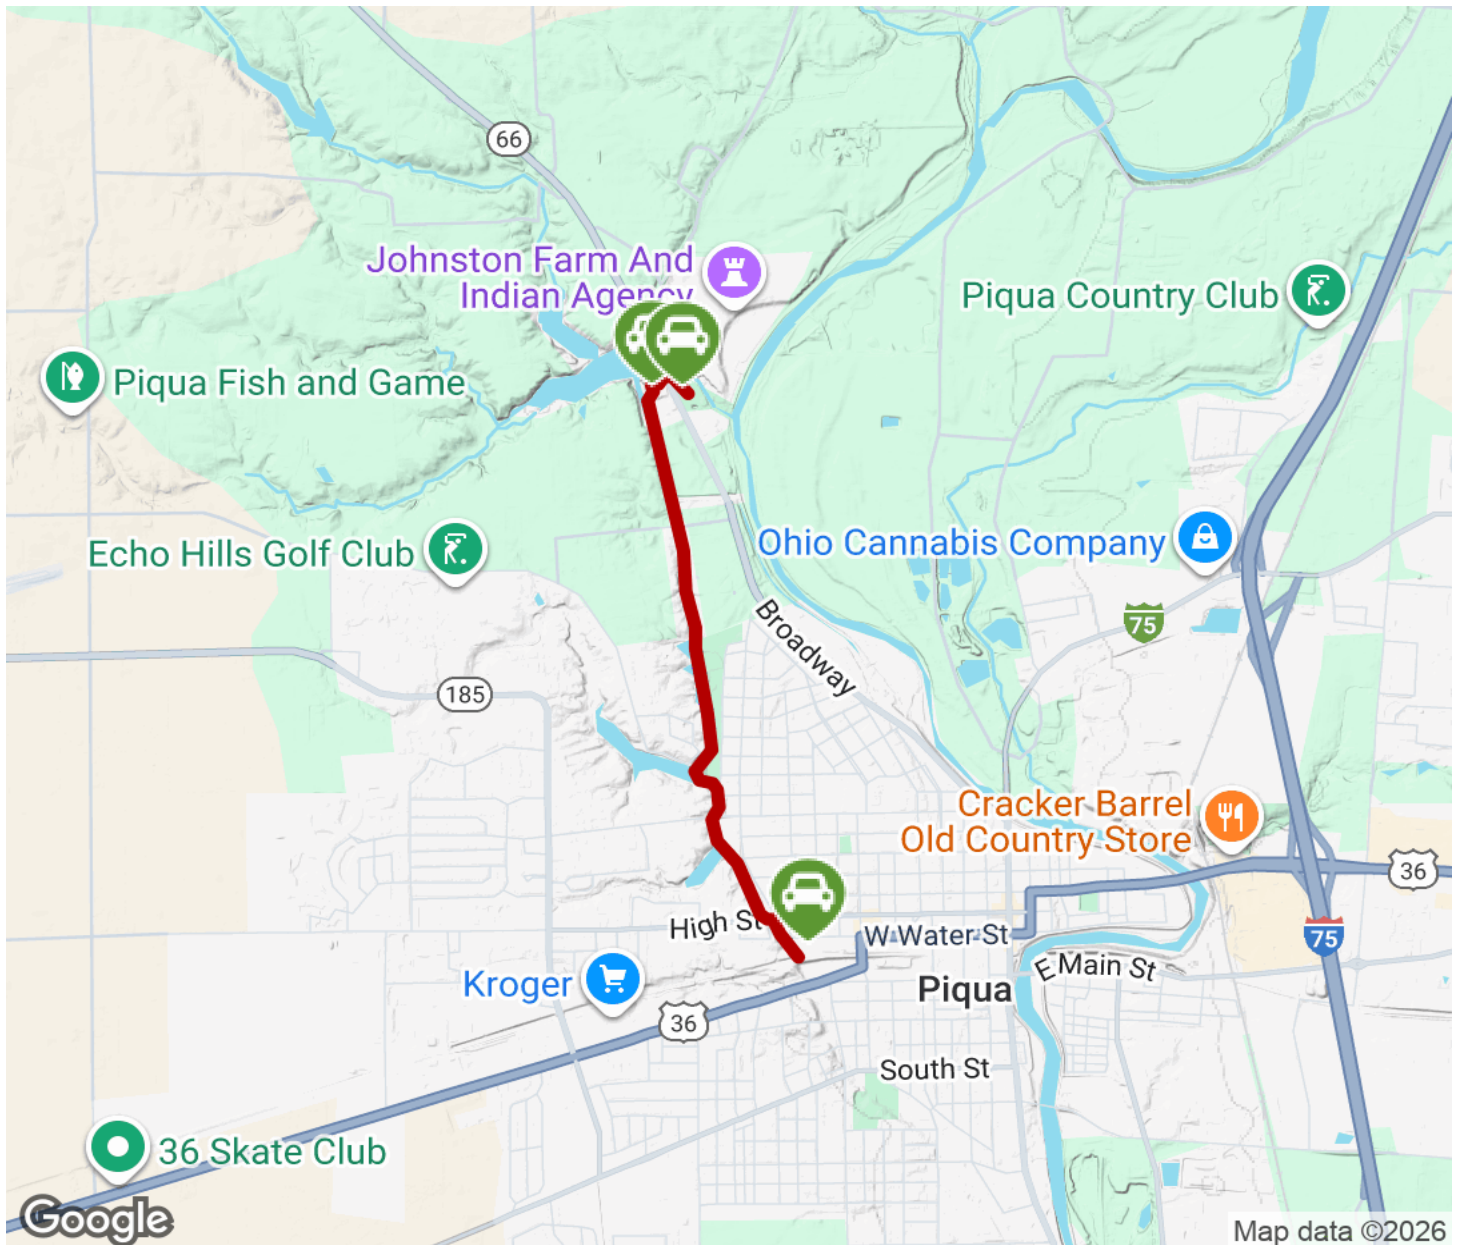 66
Johnston Farm And
Indian Agency
Piqua Country Club
Piqua Fish and Game
Echo Hills Golf Club
Ohio Cannabis Company
75
Broadway
185
Cracker Barrel
Old Country Store
36
High St
W Water St
75
E Main St
Kroger
Piqua
36
South St
36 Skate Club
Google
Map data ©2026